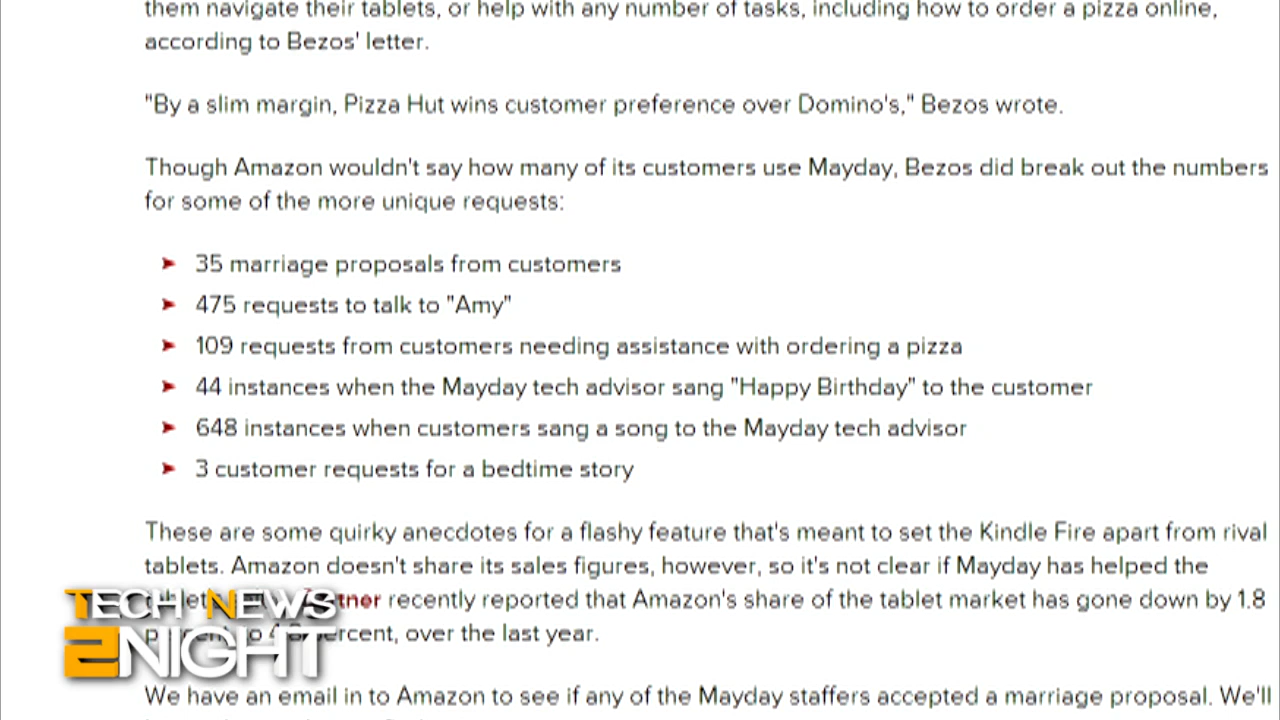 them navigate their tablets, or help with any number of tasks, including how to order a pizza online,
according to Bezos' letter.
"By a slim margin, Pizza Hut wins customer preference over Domino's," Bezos wrote.
Though Amazon wouldn't say how many of its customers use Mayday, Bezos did break out the numbers
for some of the more unique requests:
35 marriage proposals from customers
475 requests to talk to "Amy"
109 requests from customers needing assistance with ordering a pizza
44 instances when the Mayday tech advisor sang "Happy Birthday" to the customer
648 instances when customers sang a song to the Mayday tech advisor
3 customer requests for a bedtime story
These are some quirky anecdotes for a flashy feature that's meant to set the Kindle Fire apart from rival
tablets. Amazon doesn't share its sales figures, however, so it's not clear if Mayday has helped the
recently reported that Amazon's share of the tablet market has gone down by 1.8
over the last year.
TECH NEWS
2NIGHT
We have an email in to Amazon to see if any of the Mayday staffers accepted a marriage proposal. We'll